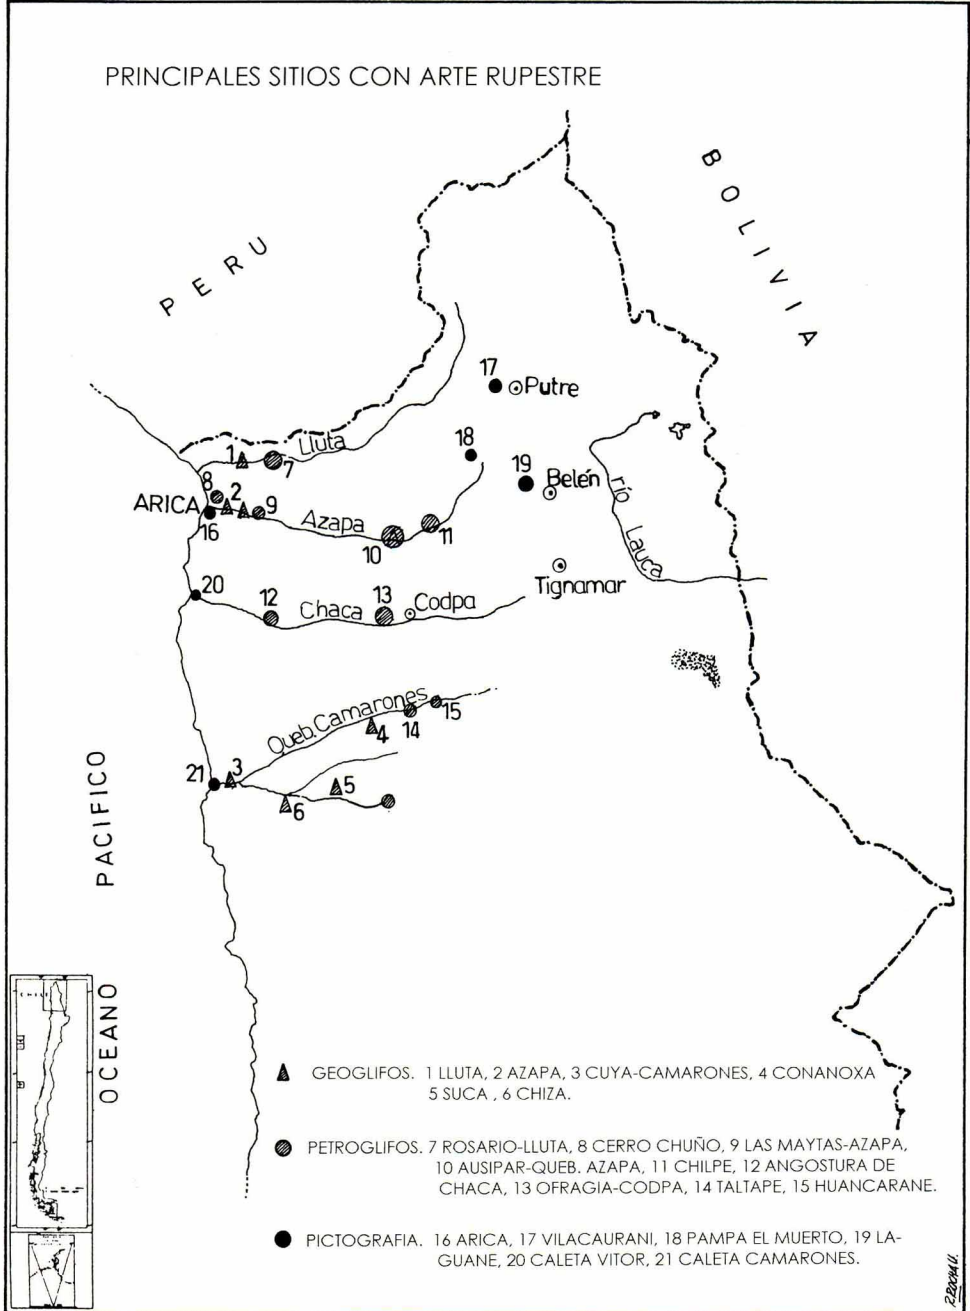 PRINCIPALES SITIOS CON ARTE RUPESTRE
BOLIVIA
PERU
17
Putre
Lluta
1
7
18
19
Belén
8
2
ARICA
9
16
Azapa
10
11
río Lauca
Tignamar
20
12
Chaca
13
Codpa
Queb. Camarones
4
14
15
21
3
5
6
OCEANO PACIFICO
CHILE
GEOGLIFOS. 1 LLUTA, 2 AZAPA, 3 CUYA-CAMARONES, 4 CONANOXA
5 SUCA , 6 CHIZA.
PETROGLIFOS. 7 ROSARIO-LLUTA, 8 CERRO CHUÑO, 9 LAS MAYTAS-AZAPA,
10 AUSIPAR-QUEB. AZAPA, 11 CHILPE, 12 ANGOSTURA DE
CHACA, 13 OFRAGIA-CODPA, 14 TALTAPE, 15 HUANCARANE.
PICTOGRAFIA. 16 ARICA, 17 VILACAURANI, 18 PAMPA EL MUERTO, 19 LA-
GUANE, 20 CALETA VITOR, 21 CALETA CAMARONES.